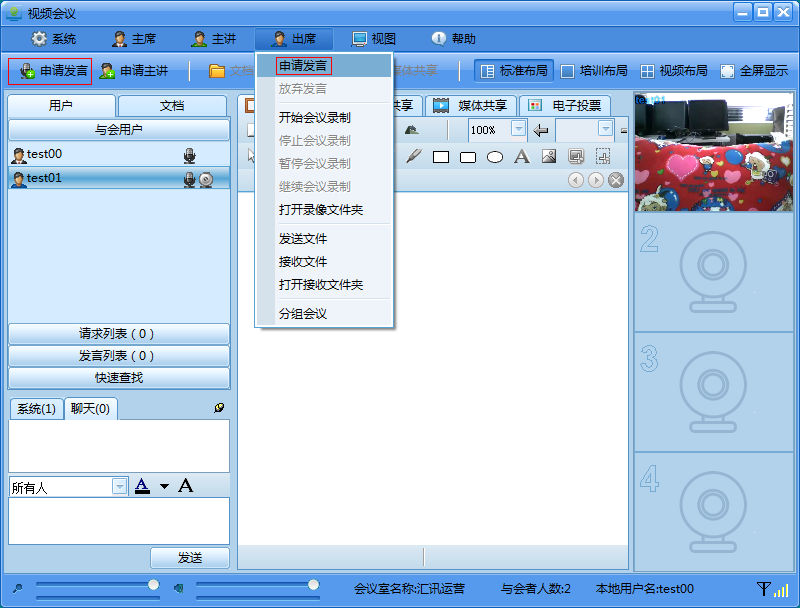 视频会议
系统 主席 主讲 出席 视图 帮助
申请发言 申请主讲 文档 媒体共享 标准布局 培训布局 视频布局 全屏显示
用户 文档
与会用户
test00
test01
请求列表 ( 0 )
发言列表 ( 0 )
快速查找
系统(1) 聊天(0)
所有人 A A
发送
申请发言
放弃发言
开始会议录制
停止会议录制
暂停会议录制
继续会议录制
打开录像文件夹
发送文件
接收文件
打开接收文件夹
分组会议
共享 媒体共享 电子投票
100%
A
test01
2
3
4
会议室名称:汇讯运营 与会者人数:2 本地用户名:test00